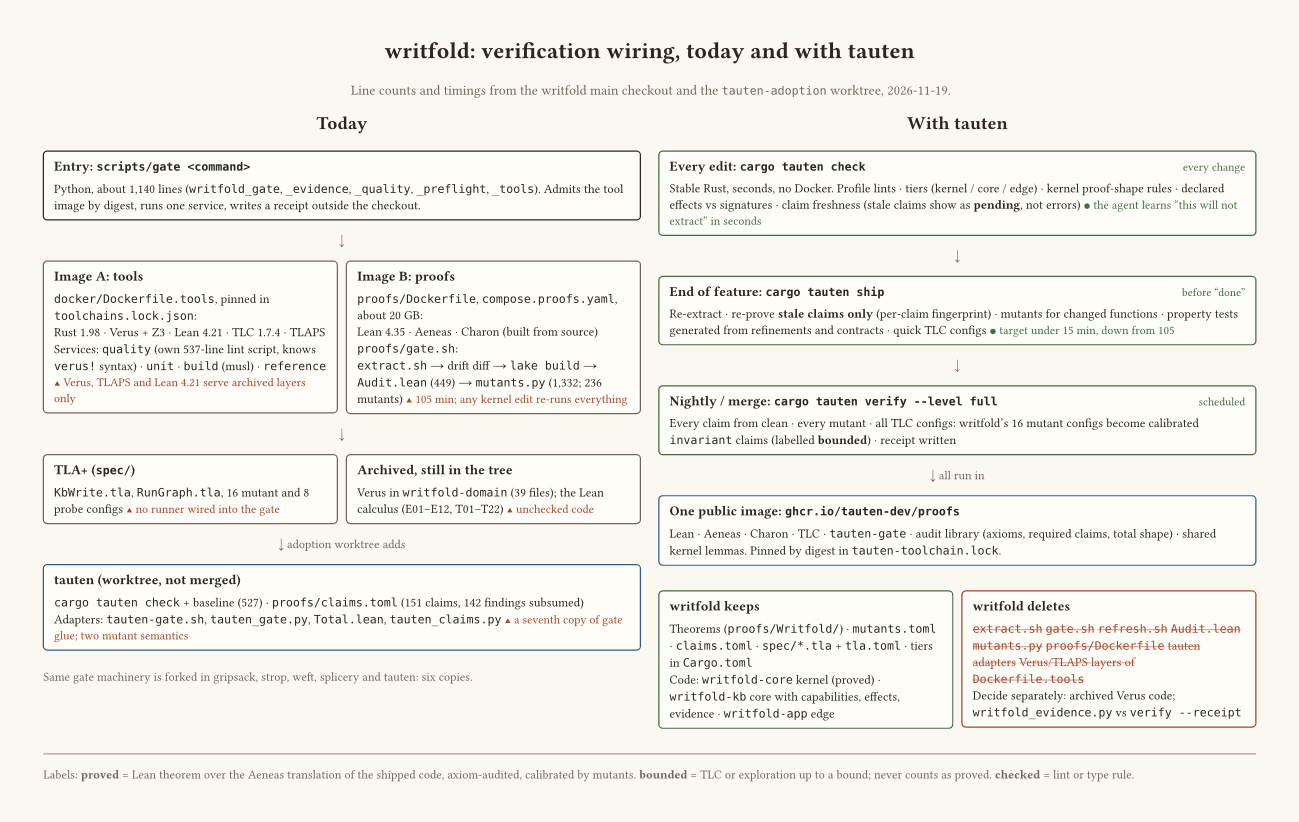 writfold: verification wiring, today and with tauten
Line counts and timings from the writfold main checkout and the tauten-adoption worktree, 2026-11-19.
Today
Entry: scripts/gate <command>
Python, about 1,140 lines (writfold_gate, _evidence, _quality, _preflight, _tools). Admits the tool
image by digest, runs one service, writes a receipt outside the checkout.
↓
Image A: tools
docker/Dockerfile.tools, pinned in
toolchains.lock.json:
Rust 1.98 · Verus + Z3 · Lean 4.21 · TLC 1.7.4 · TLAPS
Services: quality (own 537-line lint script, knows
verus! syntax) · unit · build (musl) · reference
▲ Verus, TLAPS and Lean 4.21 serve archived layers
only
Image B: proofs
proofs/Dockerfile, compose.proofs.yaml,
about 20 GB:
Lean 4.35 · Aeneas · Charon (built from source)
proofs/gate.sh:
extract.sh → drift diff → lake build →
Audit.lean (449) → mutants.py (1,332; 236
mutants) ▲ 105 min; any kernel edit re-runs everything
↓
TLA+ (spec/)
KbWrite.tla, RunGraph.tla, 16 mutant and 8
probe configs ▲ no runner wired into the gate
Archived, still in the tree
Verus in writfold-domain (39 files); the Lean
calculus (E01–E12, T01–T22) ▲ unchecked code
↓ adoption worktree adds
tauten (worktree, not merged)
cargo tauten check + baseline (527) · proofs/claims.toml (151 claims, 142 findings subsumed)
Adapters: tauten-gate.sh, tauten_gate.py, Total.lean, tauten_claims.py ▲ a seventh copy of gate
glue; two mutant semantics
Same gate machinery is forked in gripsack, strop, weft, splicery and tauten: six copies.
With tauten
Every edit: cargo tauten check
every change
Stable Rust, seconds, no Docker. Profile lints · tiers (kernel / core / edge) · kernel proof-shape rules · declared
effects vs signatures · claim freshness (stale claims show as pending, not errors) ● the agent learns “this will not
extract” in seconds
↓
End of feature: cargo tauten ship
before “done”
Re-extract · re-prove stale claims only (per-claim fingerprint) · mutants for changed functions · property tests
generated from refinements and contracts · quick TLC configs ● target under 15 min, down from 105
↓
Nightly / merge: cargo tauten verify --level full
scheduled
Every claim from clean · every mutant · all TLC configs: writfold’s 16 mutant configs become calibrated
invariant claims (labelled bounded) · receipt written
↓ all run in
One public image: ghcr.io/tauten-dev/proofs
Lean · Aeneas · Charon · TLC · tauten-gate · audit library (axioms, required claims, total shape) · shared
kernel lemmas. Pinned by digest in tauten-toolchain.lock.
writfold keeps
Theorems (proofs/Writfold/) · mutants.toml
· claims.toml · spec/*.tla + tla.toml · tiers
in Cargo.toml
Code: writfold-core kernel (proved) ·
writfold-kb core with capabilities, effects,
evidence · writfold-app edge
writfold deletes
extract.sh gate.sh refresh.sh Audit.lean
mutants.py proofs/Dockerfile tauten
adapters Verus/TLAPS layers of
Dockerfile.tools
Decide separately: archived Verus code;
writfold_evidence.py vs verify --receipt
Labels: proved = Lean theorem over the Aeneas translation of the shipped code, axiom-audited, calibrated by mutants. bounded = TLC or exploration up to a bound; never counts as proved. checked = lint or type rule.